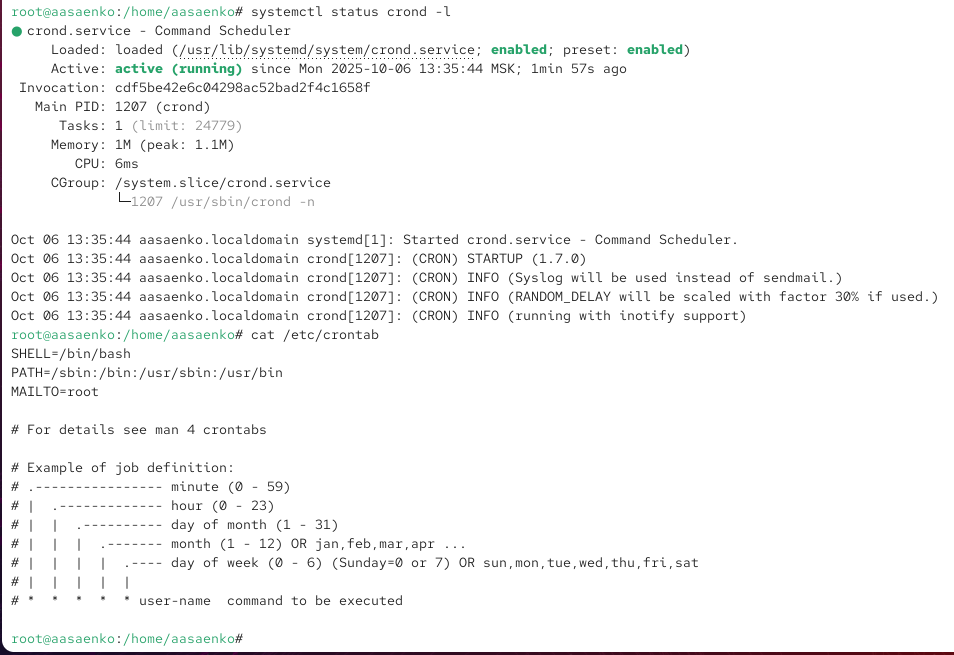 root@aasaenko:/home/aasaenko# systemctl status crond -l
● crond.service - Command Scheduler
     Loaded: loaded (/usr/lib/systemd/system/crond.service; enabled; preset: enabled)
     Active: active (running) since Mon 2025-10-06 13:35:44 MSK; 1min 57s ago
 Invocation: cdf5be42e6c04298ac52bad2f4c1658f
   Main PID: 1207 (crond)
      Tasks: 1 (limit: 24779)
     Memory: 1M (peak: 1.1M)
        CPU: 6ms
     CGroup: /system.slice/crond.service
             └─1207 /usr/sbin/crond -n

Oct 06 13:35:44 aasaenko.localdomain systemd[1]: Started crond.service - Command Scheduler.
Oct 06 13:35:44 aasaenko.localdomain crond[1207]: (CRON) STARTUP (1.7.0)
Oct 06 13:35:44 aasaenko.localdomain crond[1207]: (CRON) INFO (Syslog will be used instead of sendmail.)
Oct 06 13:35:44 aasaenko.localdomain crond[1207]: (CRON) INFO (RANDOM_DELAY will be scaled with factor 30% if used.)
Oct 06 13:35:44 aasaenko.localdomain crond[1207]: (CRON) INFO (running with inotify support)
root@aasaenko:/home/aasaenko# cat /etc/crontab
SHELL=/bin/bash
PATH=/sbin:/bin:/usr/sbin:/usr/bin
MAILTO=root

# For details see man 4 crontabs

# Example of job definition:
# .---------------- minute (0 - 59)
# |  .------------- hour (0 - 23)
# |  |  .---------- day of month (1 - 31)
# |  |  |  .------- month (1 - 12) OR jan,feb,mar,apr ...
# |  |  |  |  .---- day of week (0 - 6) (Sunday=0 or 7) OR sun,mon,tue,wed,thu,fri,sat
# |  |  |  |  |
# *  *  *  *  * user-name  command to be executed

root@aasaenko:/home/aasaenko#